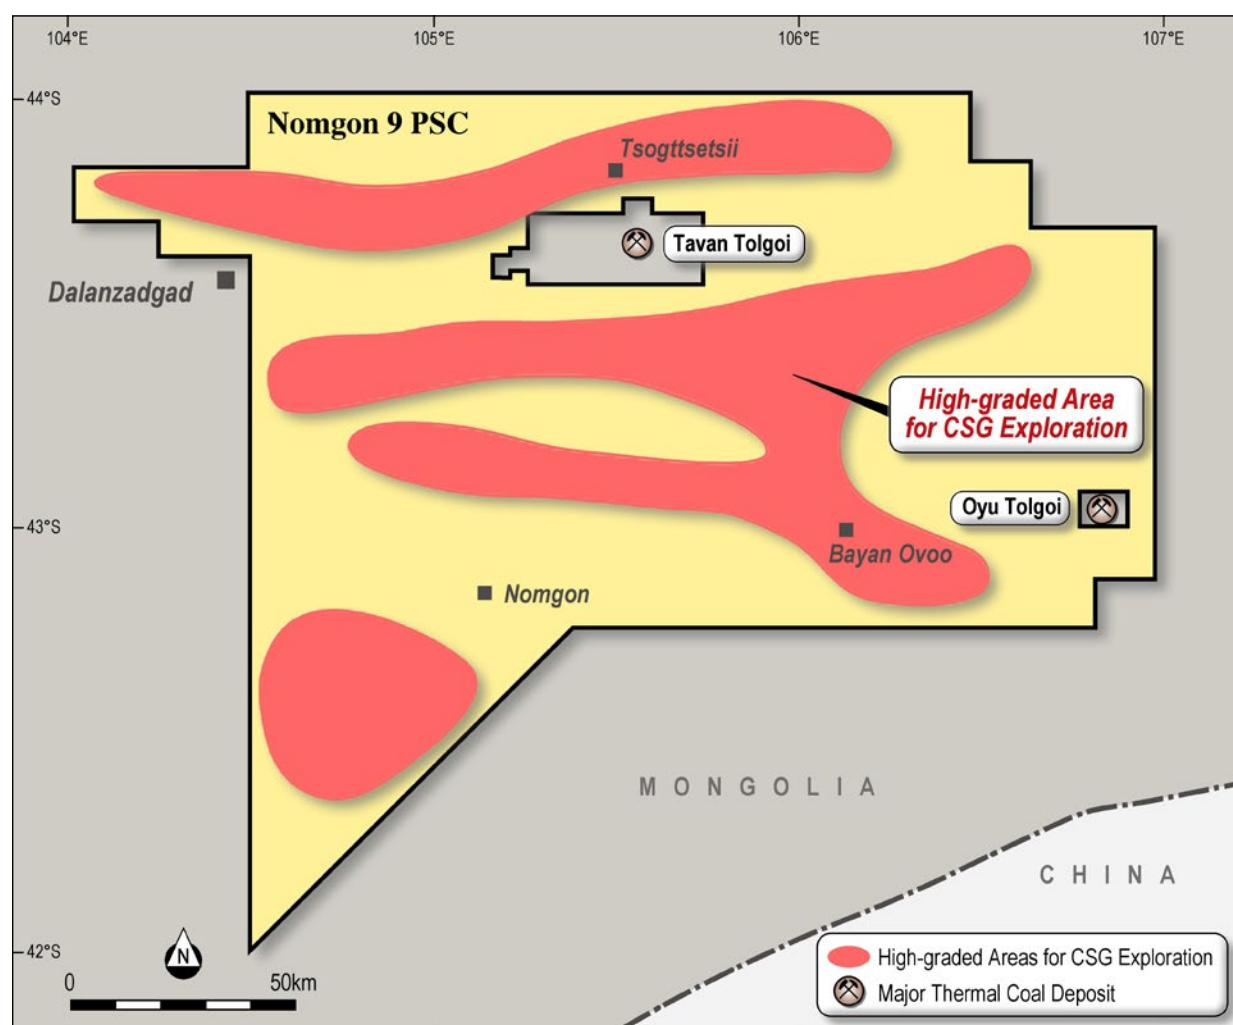 104°E
105°E
106°E
107°E
44°S
Nomgon 9 PSC
Tsogttsetsii
Tavan Tolgoi
Dalanzadgad
High-graded Area
for CSG Exploration
Oyu Tolgoi
43°S
Bayan Ovoo
Nomgon
MONGOLIA
CHINA
42°S
N
0
50km
High-graded Areas for CSG Exploration
Major Thermal Coal Deposit